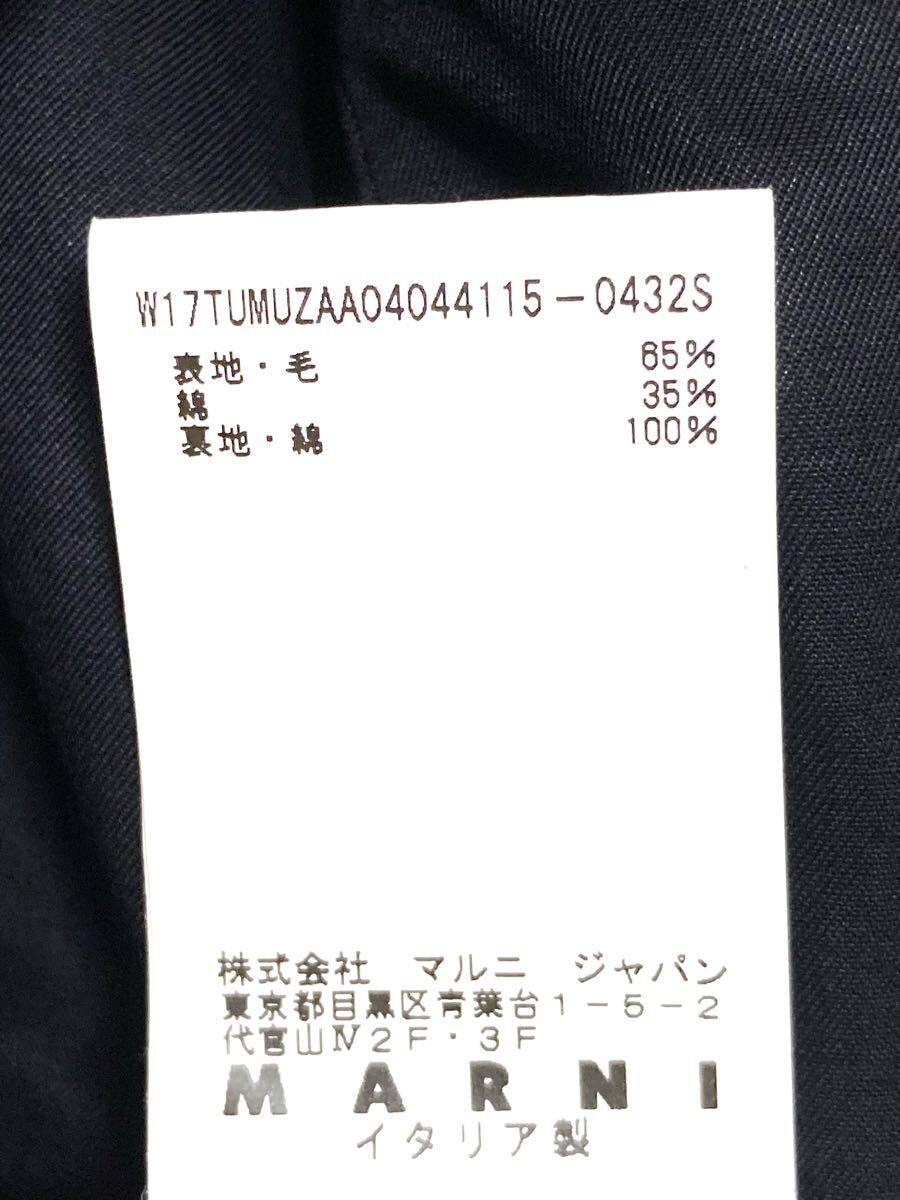 W17TUMUZAA04044115-0432S
表地・毛 65%
綿 35%
裏地・綿 100%
株式会社 マルニ ジャパン
東京都目黒区青葉台1-5-2
代官山Ⅳ2F・3F
MARNI
イタリア製